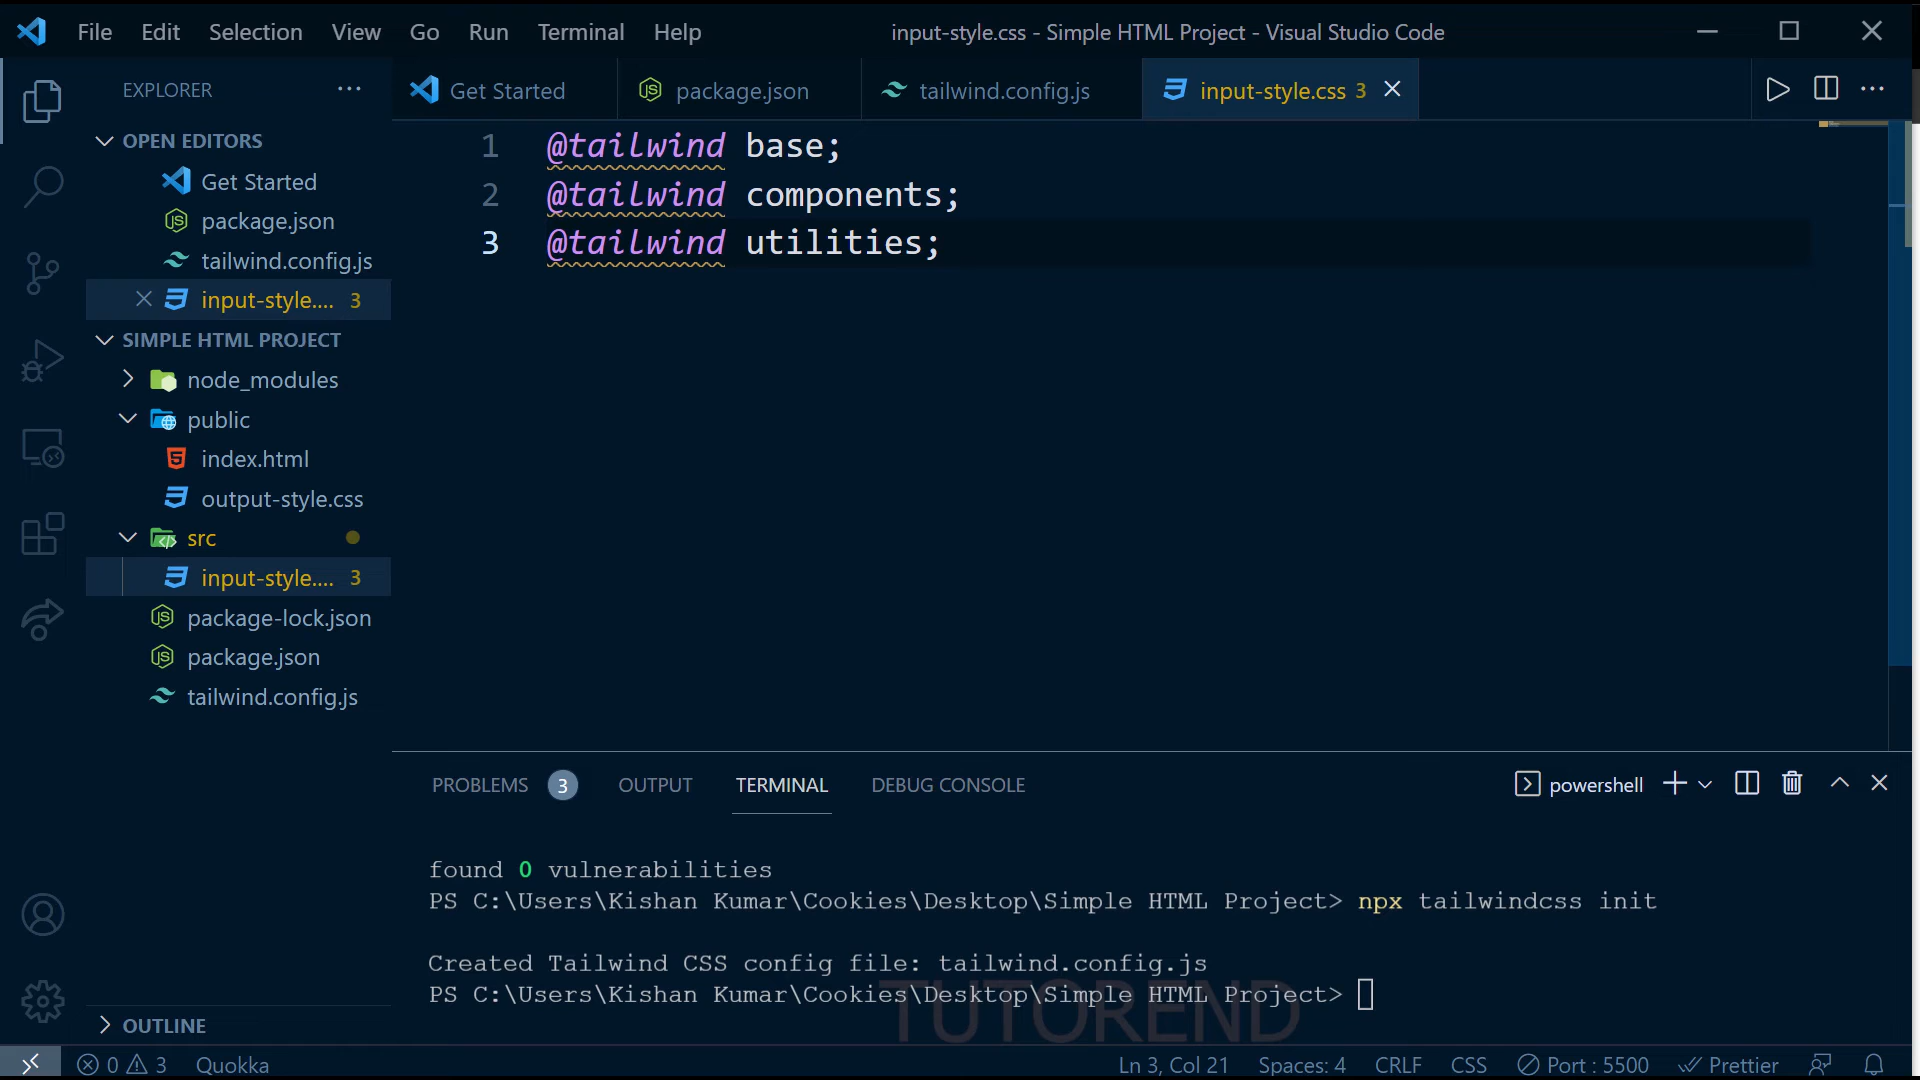 File Edit Selection View Go Run Terminal Help input-style.css - Simple HTML Project - Visual Studio Code
EXPLORER ···
Get Started package.json tailwind.config.js input-style.css 3
OPEN EDITORS
Get Started
package.json
tailwind.config.js
input-style.... 3
SIMPLE HTML PROJECT
node_modules
public
index.html
output-style.css
src
input-style.... 3
package-lock.json
package.json
tailwind.config.js
OUTLINE
1 @tailwind base;
2 @tailwind components;
3 @tailwind utilities;
PROBLEMS 3 OUTPUT TERMINAL DEBUG CONSOLE powershell
found 0 vulnerabilities
PS C:\Users\Kishan Kumar\Cookies\Desktop\Simple HTML Project> npx tailwindcss init
Created Tailwind CSS config file: tailwind.config.js
PS C:\Users\Kishan Kumar\Cookies\Desktop\Simple HTML Project>
TUTOREND
0 3 Quokka Ln 3, Col 21 Spaces: 4 CRLF CSS Port : 5500 Prettier